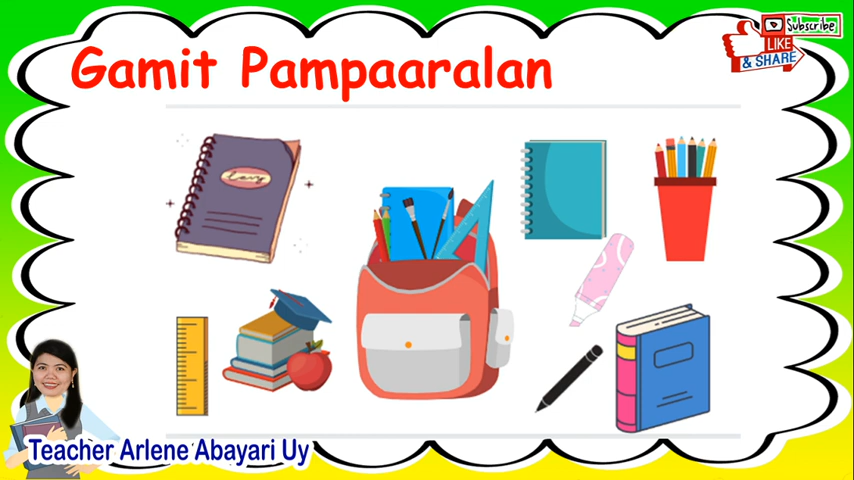 Gamit Pampaaralan
Subscribe
LIKE
& SHARE
Teacher Arlene Abayari Uy